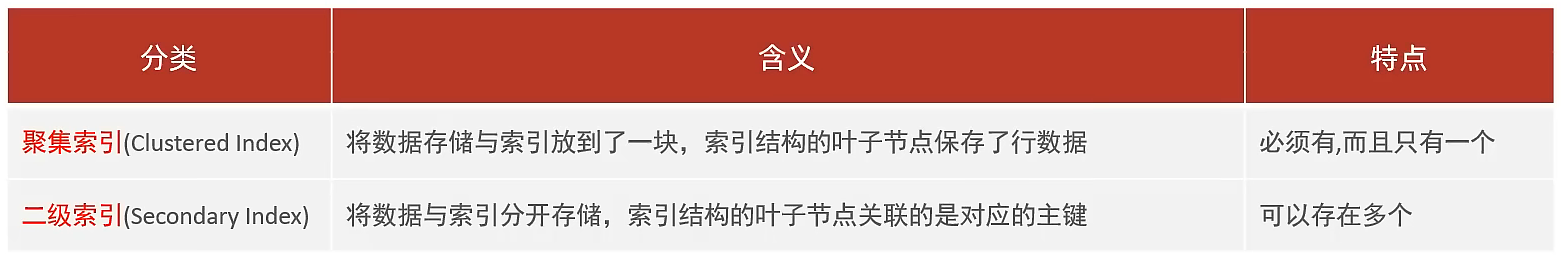 分类 含义 特点
聚集索引(Clustered Index) 将数据存储与索引放到了一块，索引结构的叶子节点保存了行数据 必须有,而且只有一个
二级索引(Secondary Index) 将数据与索引分开存储，索引结构的叶子节点关联的是对应的主键 可以存在多个